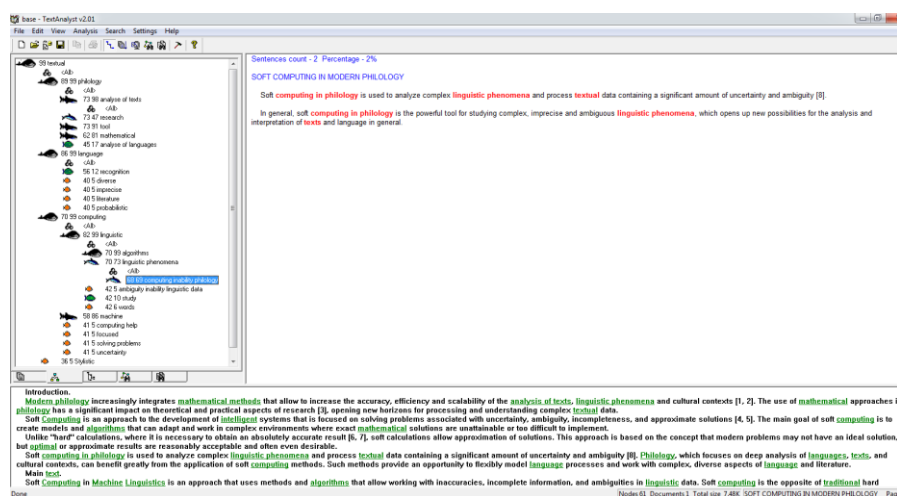 base - TextAnalyst v2.01
File Edit View Analysis Search Settings Help
99 textual
<All>
89 99 philology
<All>
73 98 analyse of texts
<All>
73 47 research
73 91 tool
62 81 mathematical
45 17 analyse of languages
86 99 language
<All>
56 12 recognition
40 5 diverse
40 5 imprecise
40 5 literature
40 5 probabilistic
70 99 computing
<All>
82 99 linguistic
<All>
70 99 algorithms
70 73 linguistic phenomena
<All>
68 69 computing inability philology
42 5 ambiguity inability linguistic data
42 10 study
42 6 words
58 86 machine
41 5 computing help
41 5 focused
41 5 solving problems
41 5 uncertainty
36 5 Stylistic
Sentences count - 2 Percentage - 2%
SOFT COMPUTING IN MODERN PHILOLOGY
Soft computing in philology is used to analyze complex linguistic phenomena and process textual data containing a significant amount of uncertainty and ambiguity [8].
In general, soft computing in philology is the powerful tool for studying complex, imprecise and ambiguous linguistic phenomena, which opens up new possibilities for the analysis and
interpretation of texts and language in general.
Introduction.
Modern philology increasingly integrates mathematical methods that allow to increase the accuracy, efficiency and scalability of the analysis of texts, linguistic phenomena and cultural contexts [1, 2]. The use of mathematical approaches i
philology has a significant impact on theoretical and practical aspects of research [3], opening new horizons for processing and understanding complex textual data.
Soft Computing is an approach to the development of intelligent systems that is focused on solving problems associated with uncertainty, ambiguity, incompleteness, and approximate solutions [4, 5]. The main goal of soft computing is to
create models and algorithms that can adapt and work in complex environments where exact mathematical solutions are unattainable or too difficult to implement.
Unlike "hard" calculations, where it is necessary to obtain an absolutely accurate result [6, 7], soft calculations allow approximation of solutions. This approach is based on the concept that modern problems may not have an ideal solution,
but optimal or approximate results are reasonably acceptable and often even desirable.
Soft computing in philology is used to analyze complex linguistic phenomena and process textual data containing a significant amount of uncertainty and ambiguity [8]. Philology, which focuses on deep analysis of languages, texts, and
cultural contexts, can benefit greatly from the application of soft computing methods. Such methods provide an opportunity to flexibly model language processes and work with complex, diverse aspects of language and literature.
Main text.
Soft Computing in Machine Linguistics is an approach that uses methods and algorithms that allow working with inaccuracies, incomplete information, and ambiguities in linguistic data. Soft computing is the opposite of traditional hard
Done Nodes 61 Documents 1 Total size 7.48K SOFT COMPUTING IN MODERN PHILOLOGY Pag